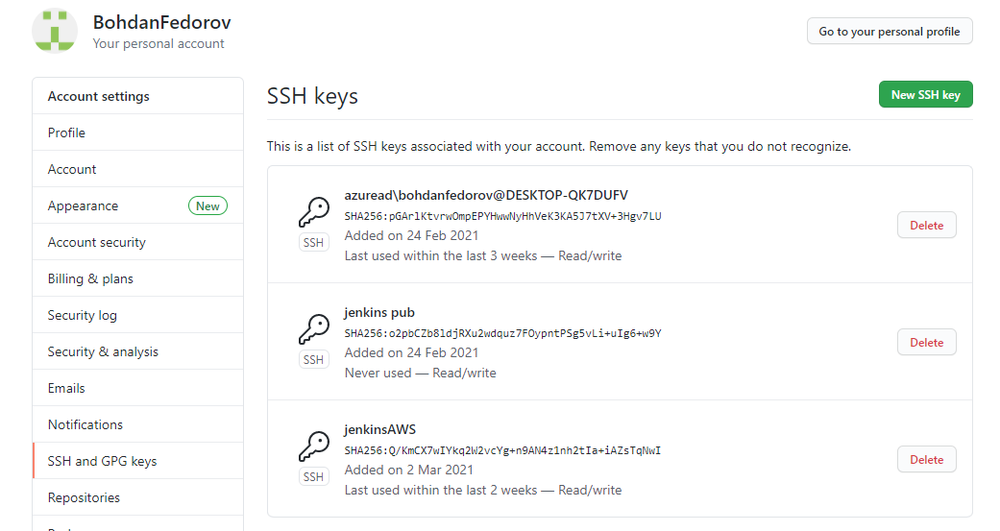 BohdanFedorov
Your personal account
Go to your personal profile
Account settings
Profile
Account
Appearance New
Account security
Billing & plans
Security log
Security & analysis
Emails
Notifications
SSH and GPG keys
Repositories
SSH keys
New SSH key
This is a list of SSH keys associated with your account. Remove any keys that you do not recognize.
azuread\bohdanfedorov@DESKTOP-QK7DUFV
SHA256:pGArlKtvrwOmpEPYHwwNyHhVeK3KA5J7tXV+3Hgv7LU
Added on 24 Feb 2021
Last used within the last 3 weeks — Read/write
SSH
Delete
jenkins pub
SHA256:o2pbCZb8ldjRXu2wdquz7FOypntPSg5vLi+uIg6+w9Y
Added on 24 Feb 2021
Never used — Read/write
SSH
Delete
jenkinsAWS
SHA256:Q/KmCX7wIYkq2W2vcYg+n9AN4z1nh2tIa+iAZsTqNwI
Added on 2 Mar 2021
Last used within the last 2 weeks — Read/write
SSH
Delete